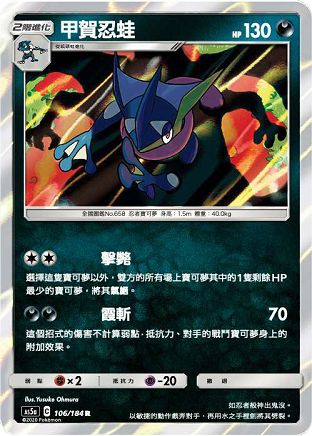 2階進化
甲賀忍蛙
HP 130
從呱頭蛙進化
全國圖鑑No.658 忍者寶可夢 身高：1.5m 體重：40.0kg
擊斃
選擇這隻寶可夢以外，雙方的所有場上寶可夢其中的1隻剩餘HP
最少的寶可夢，將其氣絕。
霞斬 70
這個招式的傷害不計算弱點、抵抗力、對手的戰鬥寶可夢身上的
附加效果。
弱點 ×2 抵抗力 -20 撤退
Illus.Yusuke Ohmura
AS5a C 106/184 R
©2020 Pokémon
如忍者般神出鬼沒。
以敏捷的動作戲弄對手，再用水之手裏劍將其劈開。